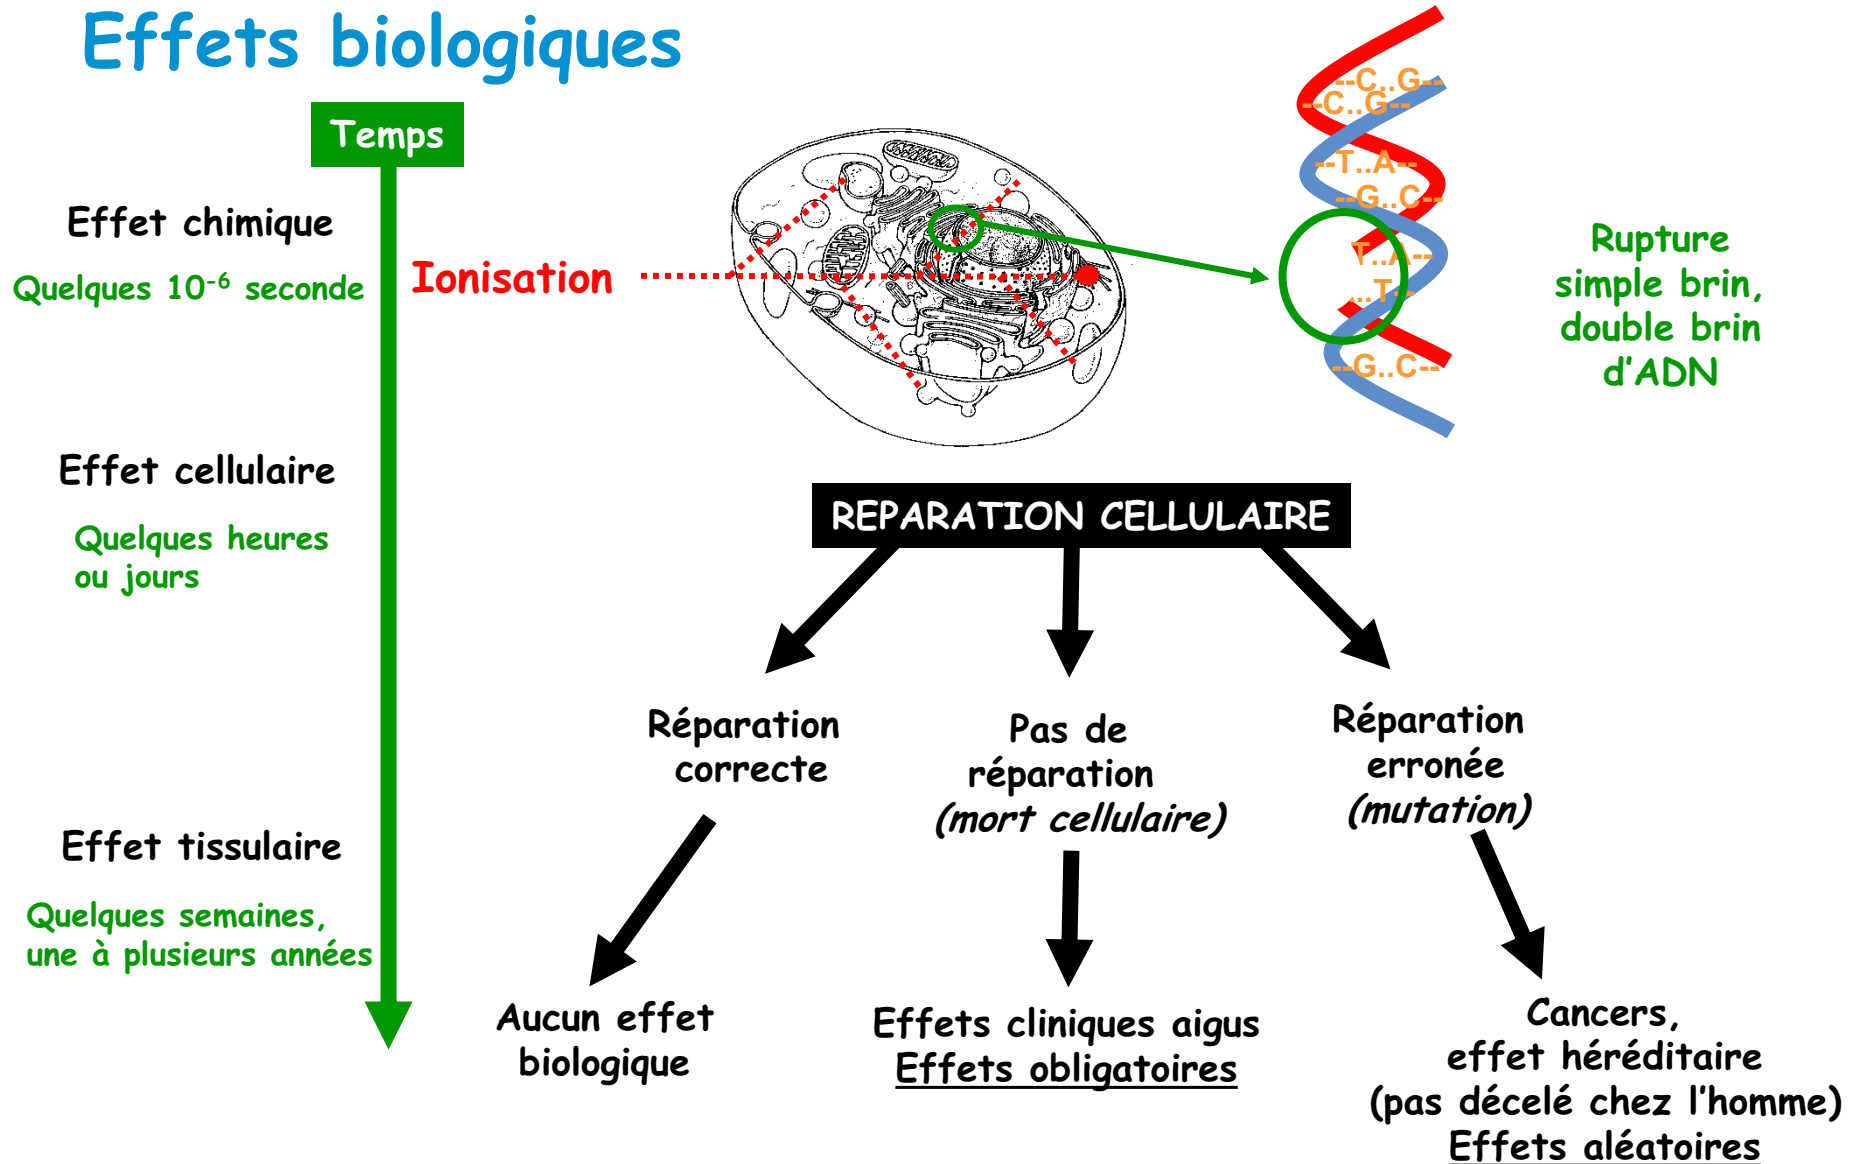 Effets biologiques
Temps
Effet chimique
Quelques 10⁻⁶ seconde
Ionisation
--C..G--
--C..G--
--T..A--
--G..C--
T..A--
..T--
--G..C--
Rupture
simple brin,
double brin
d'ADN
Effet cellulaire
Quelques heures
ou jours
REPARATION CELLULAIRE
Réparation
correcte
Pas de
réparation
(mort cellulaire)
Réparation
erronée
(mutation)
Effet tissulaire
Quelques semaines,
une à plusieurs années
Aucun effet
biologique
Effets cliniques aigus
Effets obligatoires
Cancers,
effet héréditaire
(pas décelé chez l'homme)
Effets aléatoires